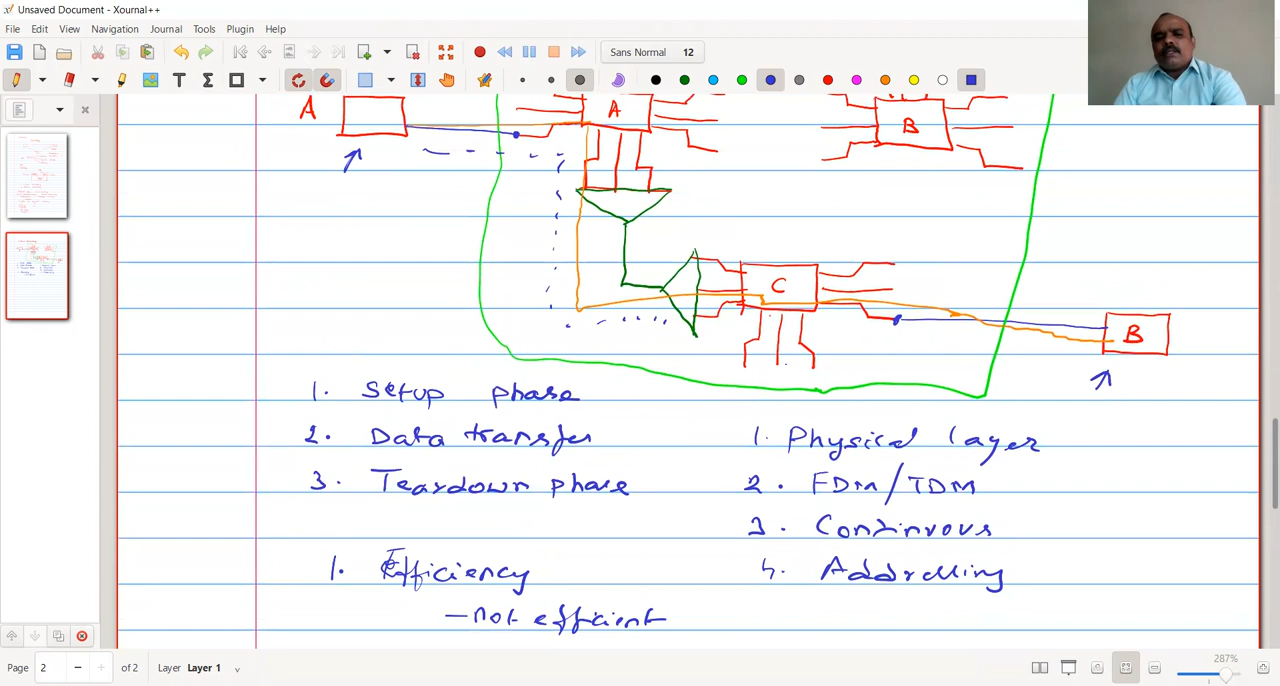 Unsaved Document - Xournal++
File Edit View Navigation Journal Tools Plugin Help
Sans Normal 12
A
A
B
C
B
1. Setup phase
2. Data transfer
3. Teardown phase
1. Physical layer
2. FDM/TDM
3. Continuous
4. Addressing
1. Efficiency
- not efficient
Page 2 of 2 Layer Layer 1
287%